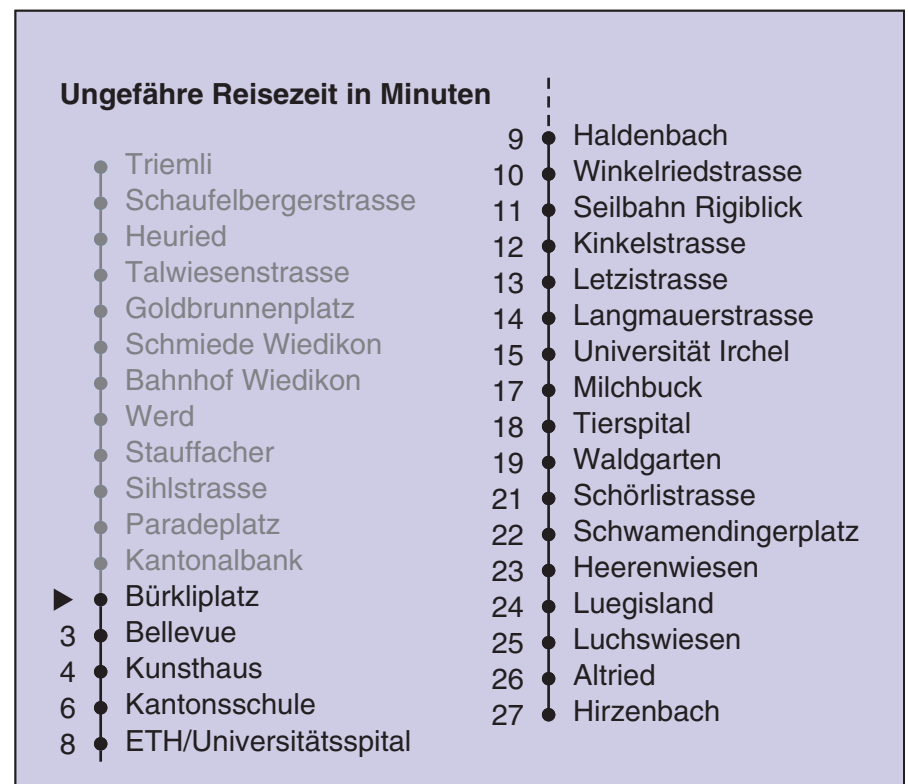 Ungefähre Reisezeit in Minuten
Triemli
Schaufelbergerstrasse
Heuried
Talwiesenstrasse
Goldbrunnenplatz
Schmiede Wiedikon
Bahnhof Wiedikon
Werd
Stauffacher
Sihlstrasse
Paradeplatz
Kantonalbank
Bürkliplatz
3 Bellevue
4 Kunsthaus
6 Kantonsschule
8 ETH/Universitätsspital
9 Haldenbach
10 Winkelriedstrasse
11 Seilbahn Rigiblick
12 Kinkelstrasse
13 Letzistrasse
14 Langmauerstrasse
15 Universität Irchel
17 Milchbuck
18 Tierspital
19 Waldgarten
21 Schörlistrasse
22 Schwamendingerplatz
23 Heerenwiesen
24 Luegisland
25 Luchswiesen
26 Altried
27 Hirzenbach